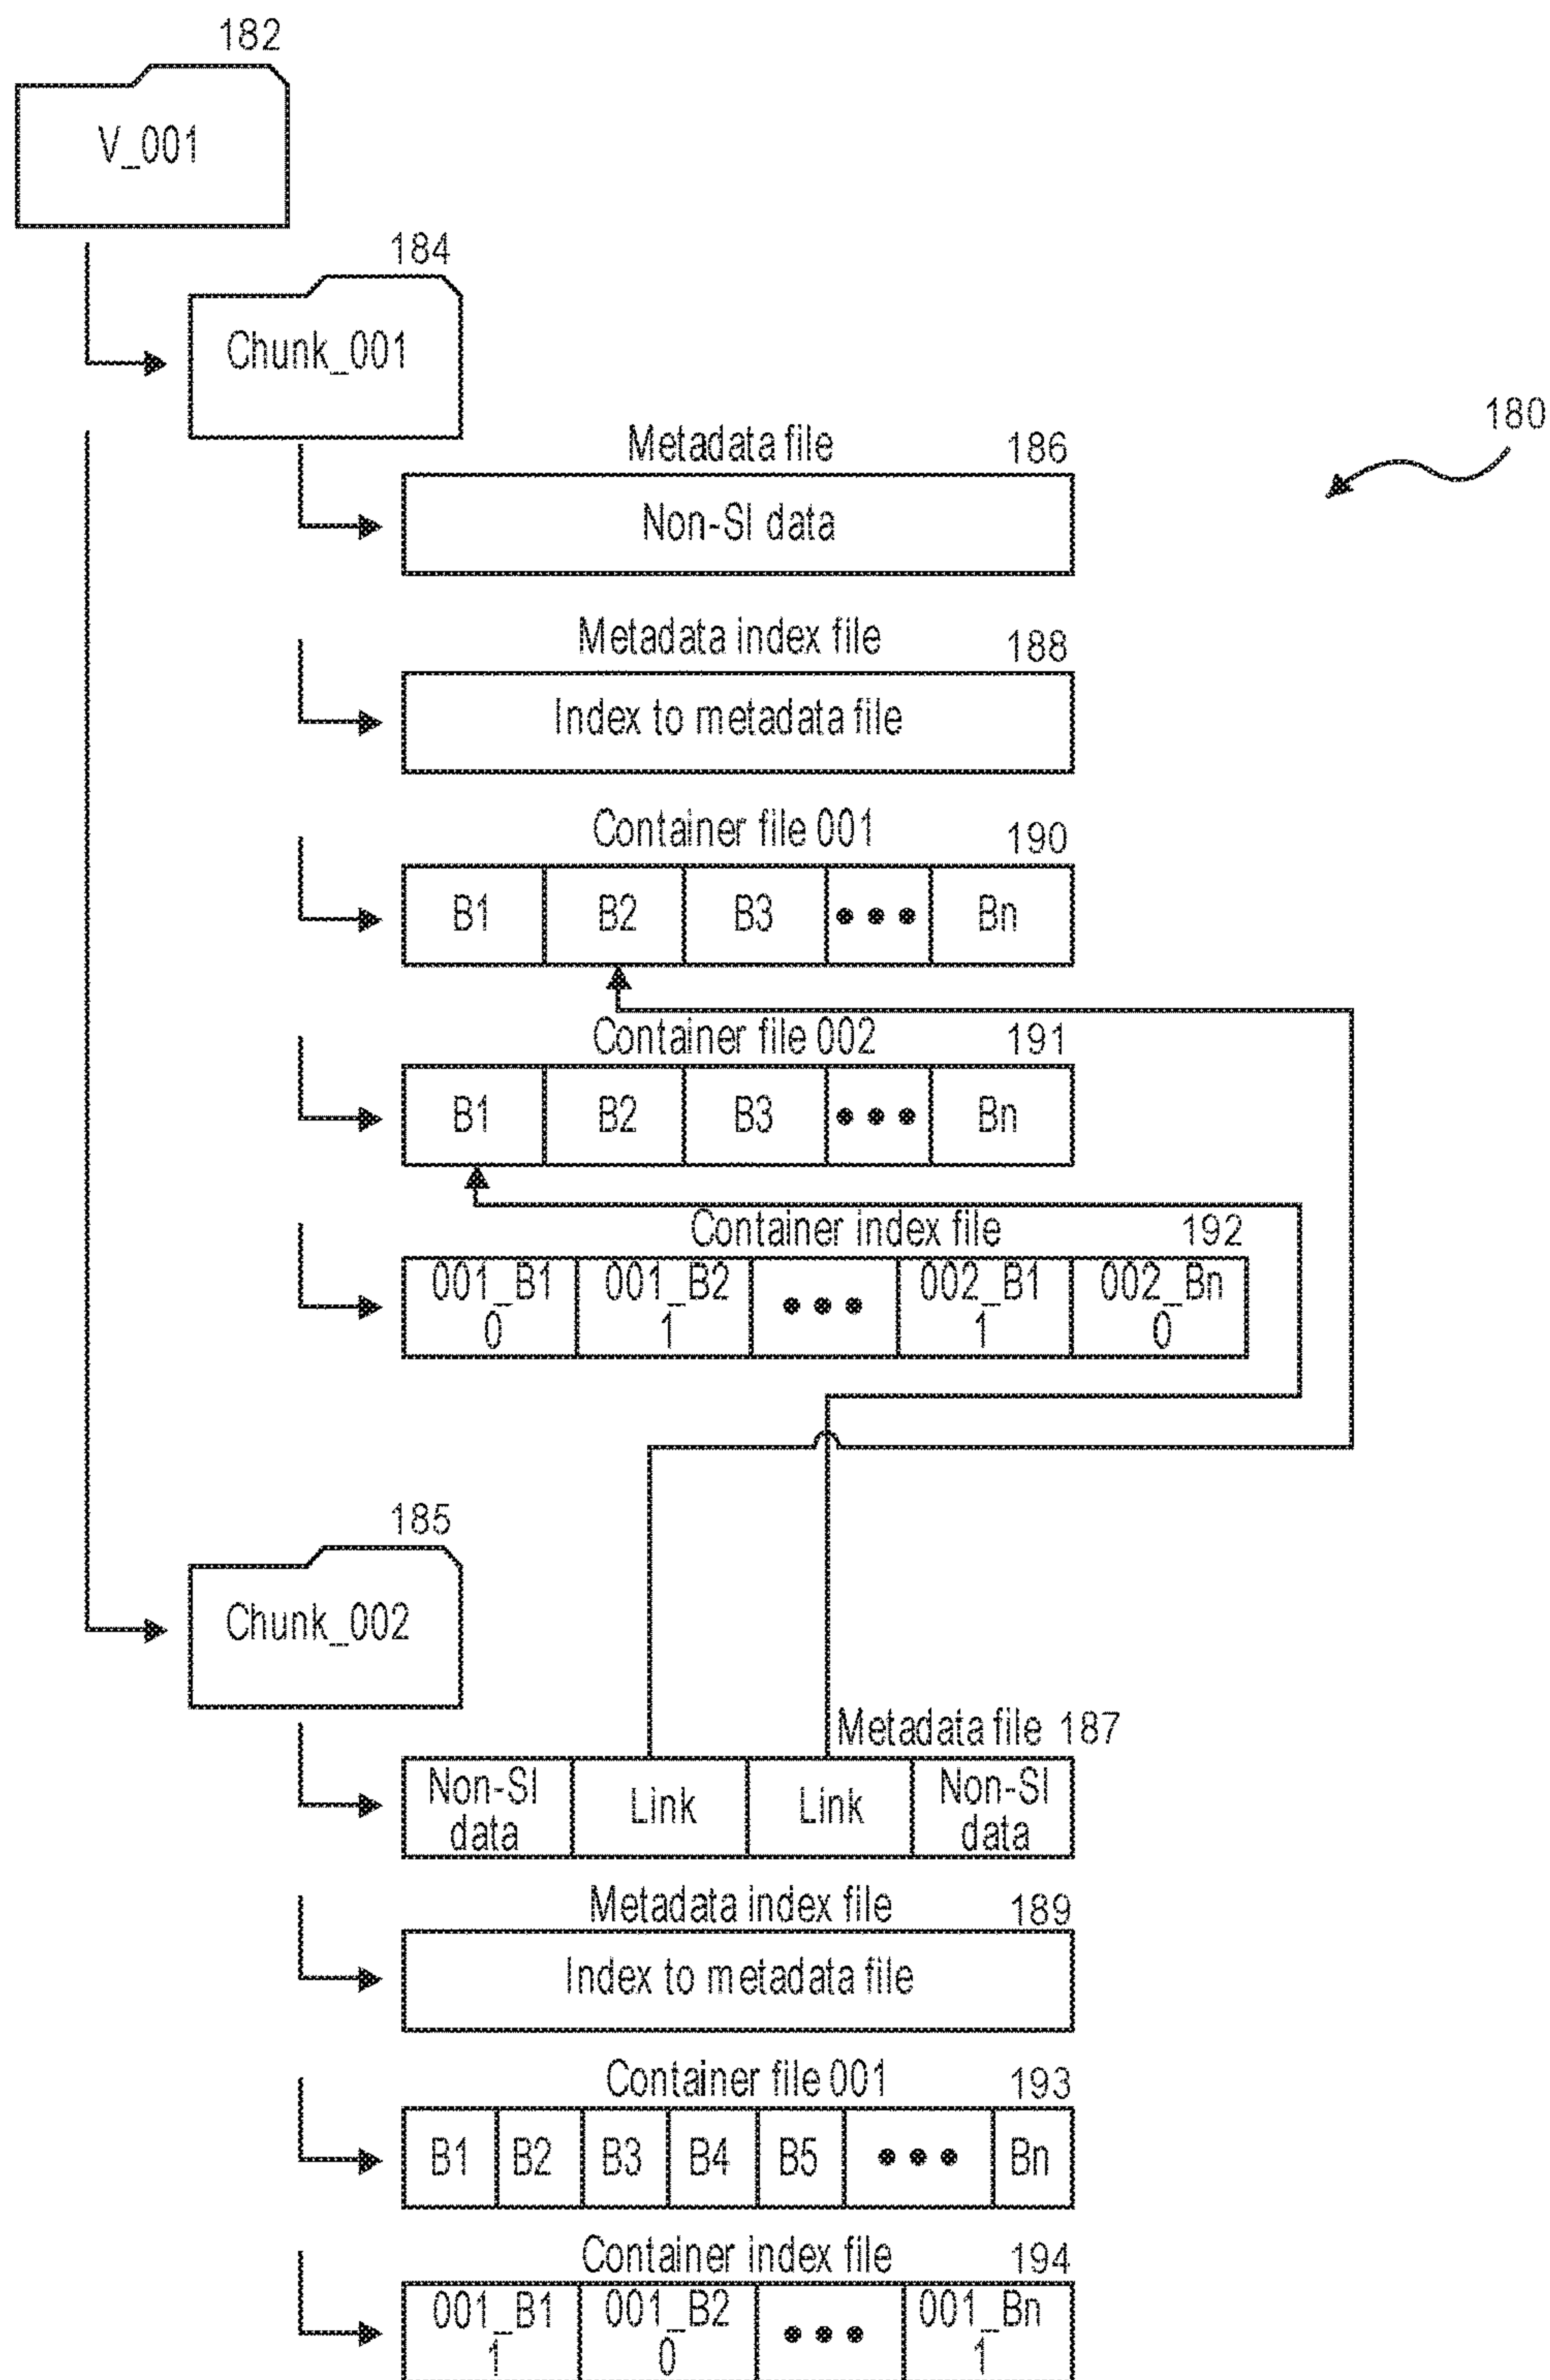 182
V_001
184
Chunk_001
180
Metadata file 186
Non-SI data
Metadata index file 188
Index to metadata file
Container file 001 190
B1 B2 B3 ••• Bn
Container file 002 191
B1 B2 B3 ••• Bn
Container index file 192
001_B1 001_B2 ••• 002_B1 002_Bn
0 1 1 0
185
Chunk_002
Metadata file 187
Non-SI Link Link Non-SI
data data
Metadata index file 189
Index to metadata file
Container file 001 193
B1 B2 B3 B4 B5 ••• Bn
Container index file 194
001_B1 001_B2 ••• 001_Bn
1 0 1